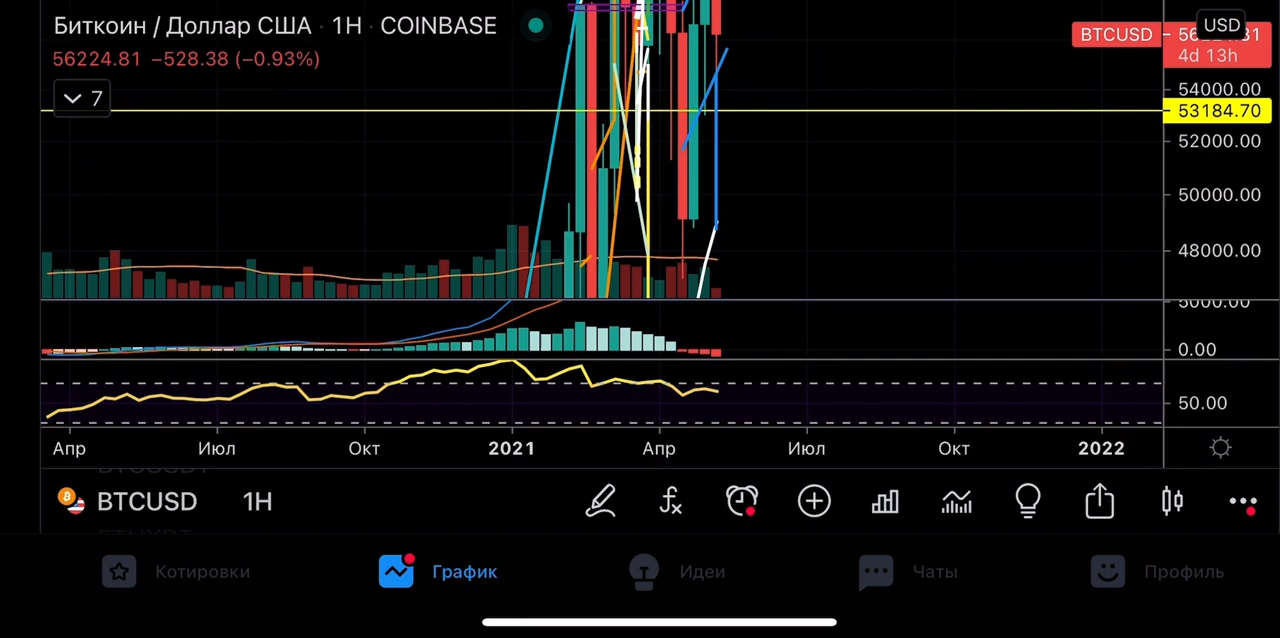 Биткоин / Доллар США · 1Н · COINBASE
56224.81 −528.38 (−0.93%)
7
USD
BTCUSD
4d 13h
54000.00
53184.70
52000.00
50000.00
48000.00
5000.00
0.00
50.00
Апр Июл Окт 2021 Апр Июл Окт 2022
BTCUSD 1Н
Котировки График Идеи Чаты Профиль